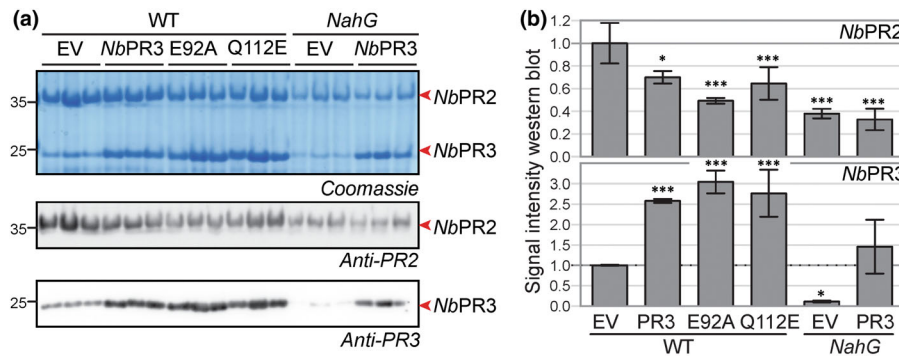 (a)
WT NahG
EV NbPR3 E92A Q112E EV NbPR3
35 NbPR2
25 NbPR3
Coomassie
35 NbPR2
Anti-PR2
25 NbPR3
Anti-PR3
(b)
Signal intensity western blot
NbPR2
1.2
1.0
0.8
0.6
0.4
0.2
0.0
* *** *** *** ***
NbPR3
3.0
2.5
2.0
1.5
1.0
0.5
0.0
*** *** *** *
EV PR3 E92A Q112E EV PR3
WT NahG